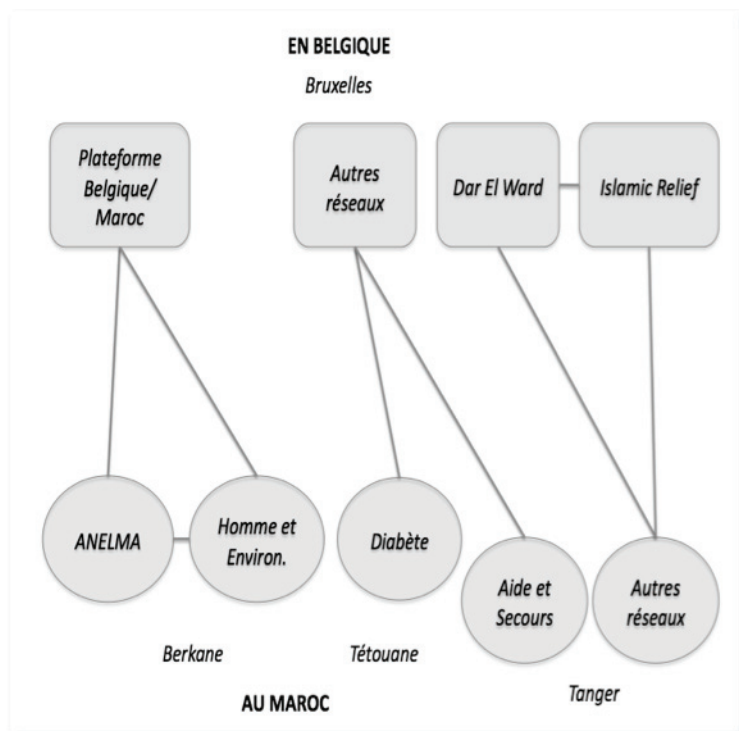 EN BELGIQUE
Bruxelles
Plateforme
Belgique/
Maroc
Autres
réseaux
Dar El Ward
Islamic Relief
ANELMA
Homme et
Environ.
Diabète
Aide et
Secours
Autres
réseaux
Berkane
Tétouane
Tanger
AU MAROC